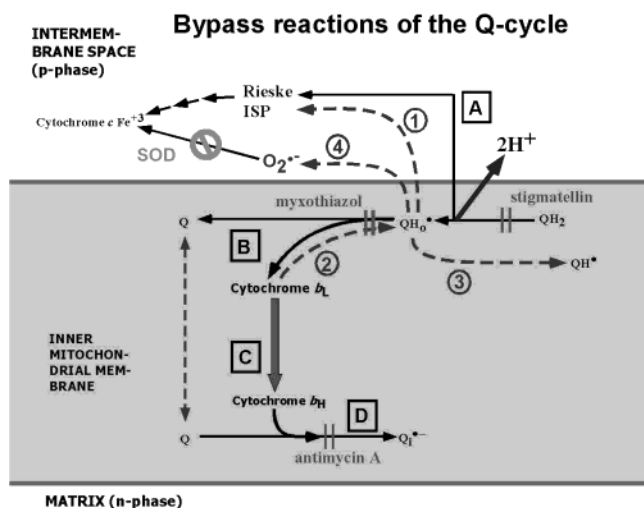 Bypass reactions of the Q-cycle
INTERMEM-
BRANE SPACE
(p-phase)
Rieske
ISP
A
1
Cytochrome c Fe+3
2H+
SOD
O2•-
4
myxothiazol
stigmatellin
Q
QHo•
QH2
B
2
3
QH•
Cytochrome bL
INNER
MITOCHON-
DRIAL MEM-
BRANE
C
Cytochrome bH
D
Q
QI•−
antimycin A
MATRIX (n-phase)